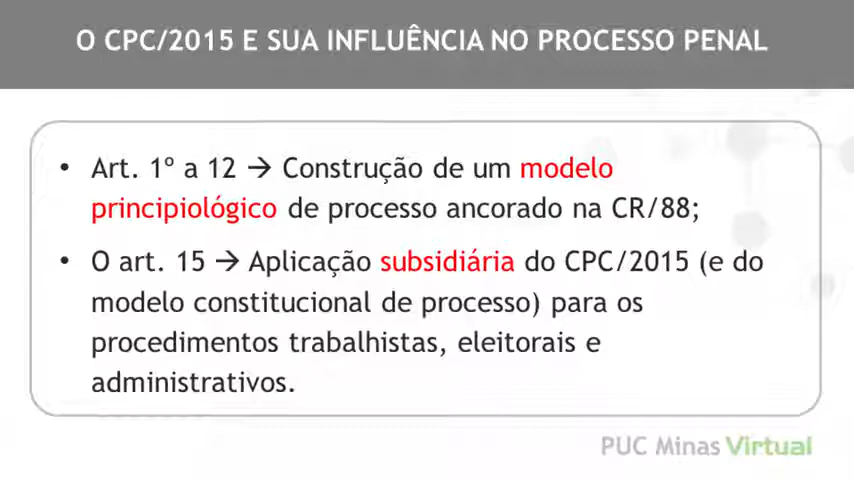 O CPC/2015 E SUA INFLUÊNCIA NO PROCESSO PENAL
• Art. 1º a 12 → Construção de um modelo
principiológico de processo ancorado na CR/88;
• O art. 15 → Aplicação subsidiária do CPC/2015 (e do
modelo constitucional de processo) para os
procedimentos trabalhistas, eleitorais e
administrativos.
PUC Minas Virtual